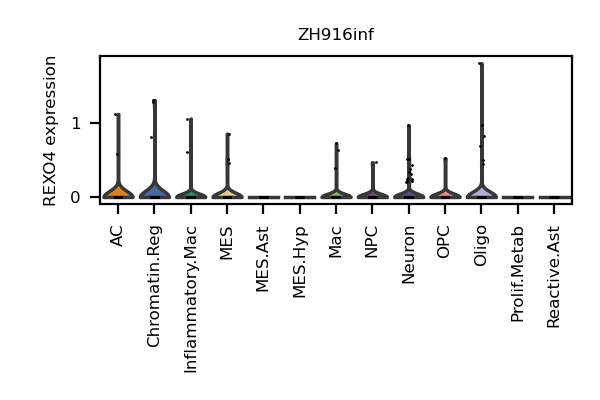 ZH916inf
REXO4 expression
1
0
AC
Chromatin.Reg
Inflammatory.Mac
MES
MES.Ast
MES.Hyp
Mac
NPC
Neuron
OPC
Oligo
Prolif.Metab
Reactive.Ast